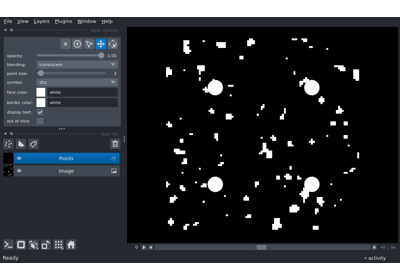 File View Layers Plugins Window Help
opacity: 1.00
blending: translucent
point size: 
symbol: disc
face color: white
border color: white
display text:
out of slice:
Points
Image
0
Ready
activity